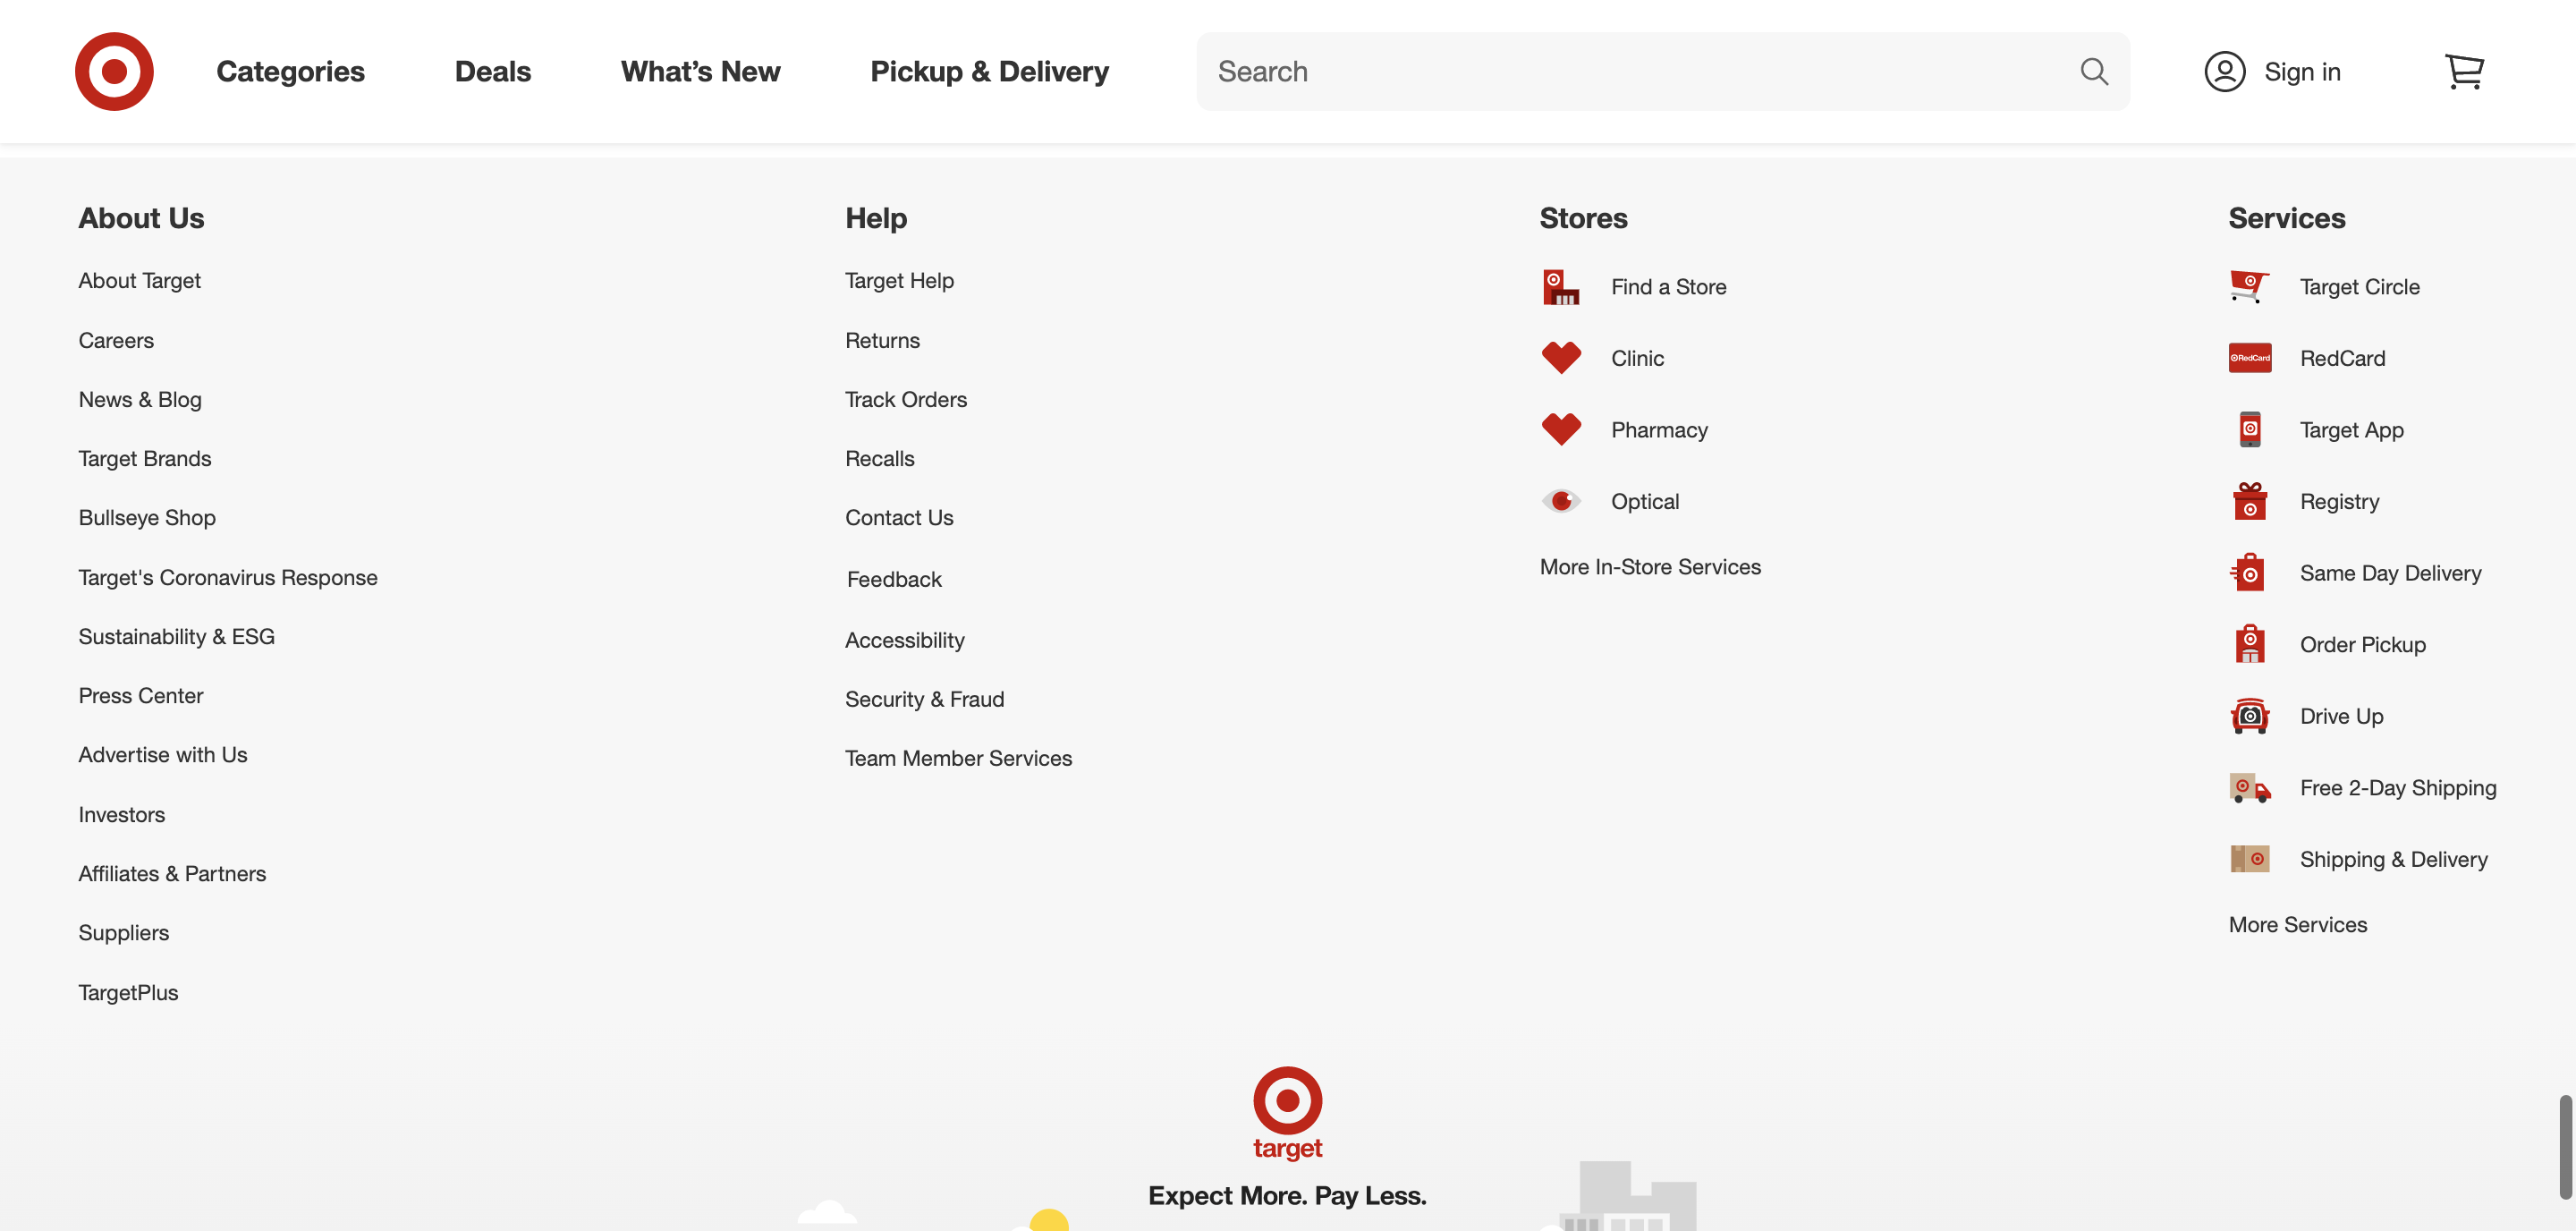 Categories
Deals
What's New
Pickup & Delivery
Search
Sign in
About Us
About Target
Careers
News & Blog
Target Brands
Bullseye Shop
Target's Coronavirus Response
Sustainability & ESG
Press Center
Advertise with Us
Investors
Affiliates & Partners
Suppliers
TargetPlus
Help
Target Help
Returns
Track Orders
Recalls
Contact Us
Feedback
Accessibility
Security & Fraud
Team Member Services
Stores
Find a Store
Clinic
Pharmacy
Optical
More In-Store Services
Services
Target Circle
RedCard
RedCard
Target App
Registry
Same Day Delivery
Order Pickup
Drive Up
Free 2-Day Shipping
Shipping & Delivery
More Services
target
Expect More. Pay Less.